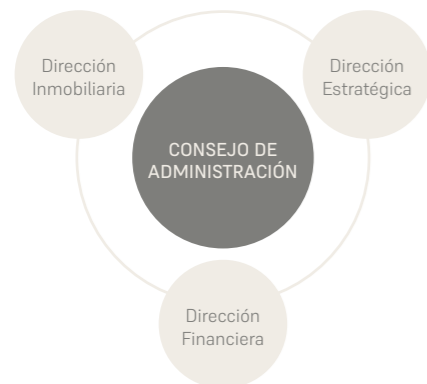 Dirección
Inmobiliaria
Dirección
Estratégica
CONSEJO DE
ADMINISTRACIÓN
Dirección
Financiera